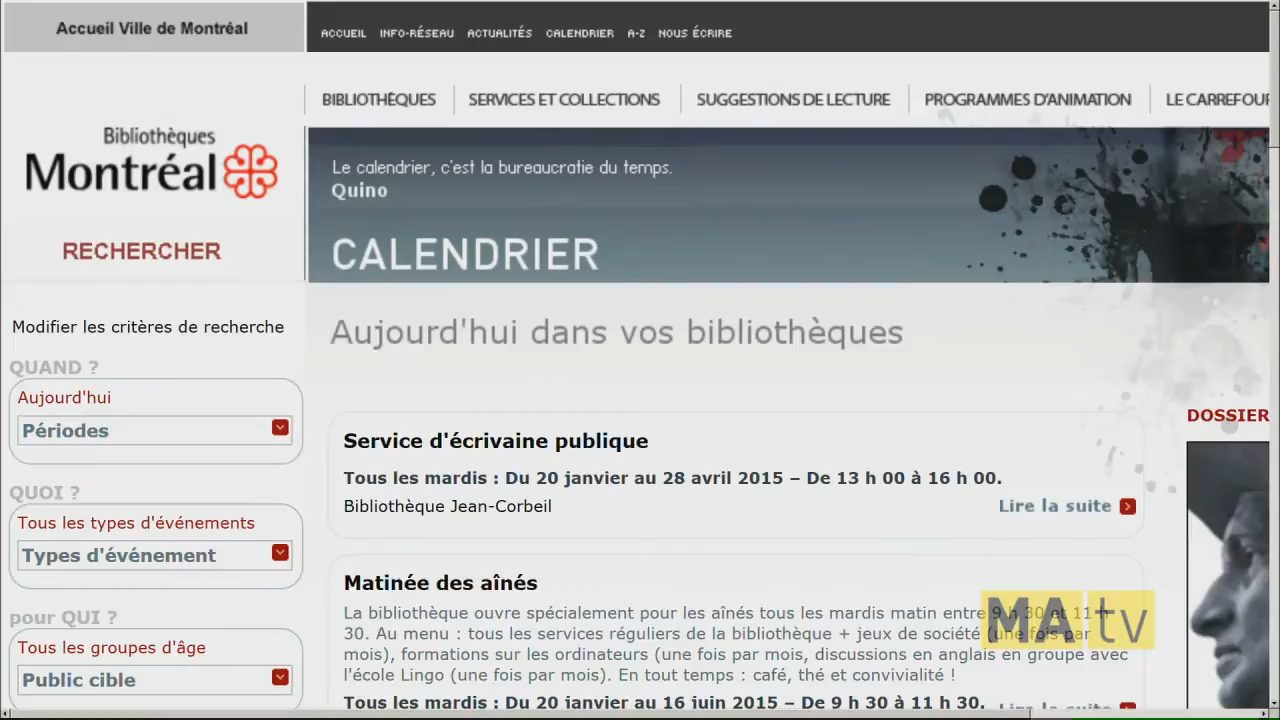 Accueil Ville de Montréal
ACCUEIL INFO-RÉSEAU ACTUALITÉS CALENDRIER A-Z NOUS ÉCRIRE
BIBLIOTHÈQUES SERVICES ET COLLECTIONS SUGGESTIONS DE LECTURE PROGRAMMES D'ANIMATION LE CARREFOUR
Bibliothèques
Montréal
Le calendrier, c'est la bureaucratie du temps.
Quino
CALENDRIER
RECHERCHER
Modifier les critères de recherche
QUAND ?
Aujourd'hui
Périodes
QUOI ?
Tous les types d'événements
Types d'événement
pour QUI ?
Tous les groupes d'âge
Public cible
Aujourd'hui dans vos bibliothèques
Service d'écrivaine publique
Tous les mardis : Du 20 janvier au 28 avril 2015 – De 13 h 00 à 16 h 00.
Bibliothèque Jean-Corbeil
Lire la suite
Matinée des aînés
La bibliothèque ouvre spécialement pour les aînés tous les mardis matin entre 9 h 30 et 11 h
30. Au menu : tous les services réguliers de la bibliothèque + jeux de société (une fois par
mois), formations sur les ordinateurs (une fois par mois, discussions en anglais en groupe avec
l'école Lingo (une fois par mois). En tout temps : café, thé et convivialité !
Tous les mardis : Du 20 janvier au 16 juin 2015 – De 9 h 30 à 11 h 30.
Lire la suite
DOSSIER
MAtv